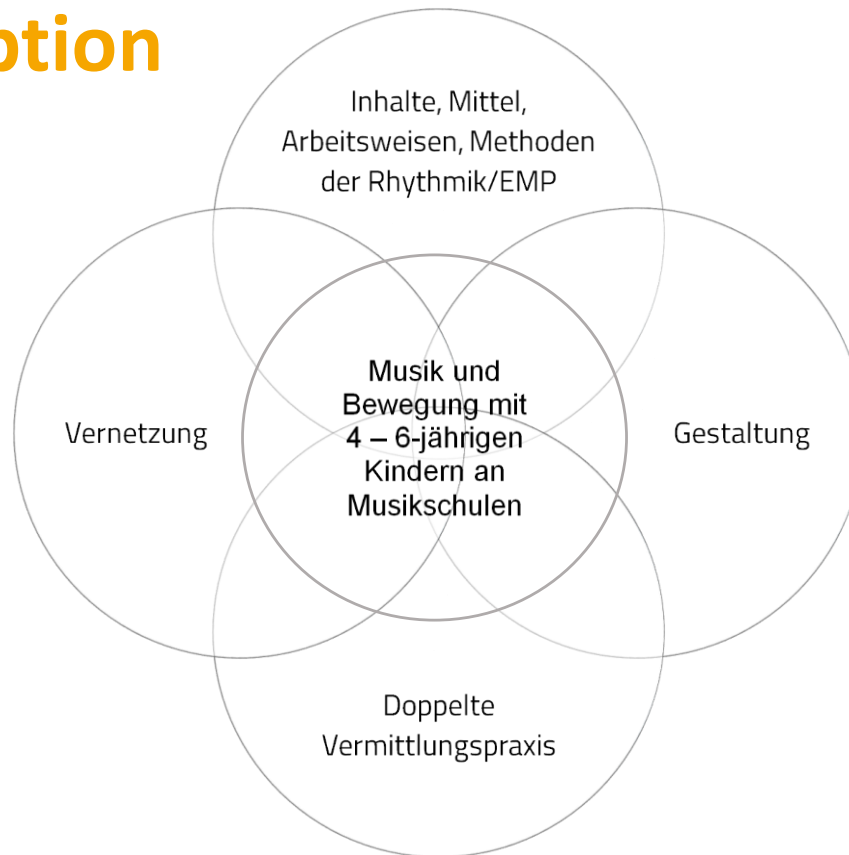 ption
Inhalte, Mittel,
Arbeitsweisen, Methoden
der Rhythmik/EMP
Vernetzung
Musik und
Bewegung mit
4 – 6-jährigen
Kindern an
Musikschulen
Gestaltung
Doppelte
Vermittlungspraxis